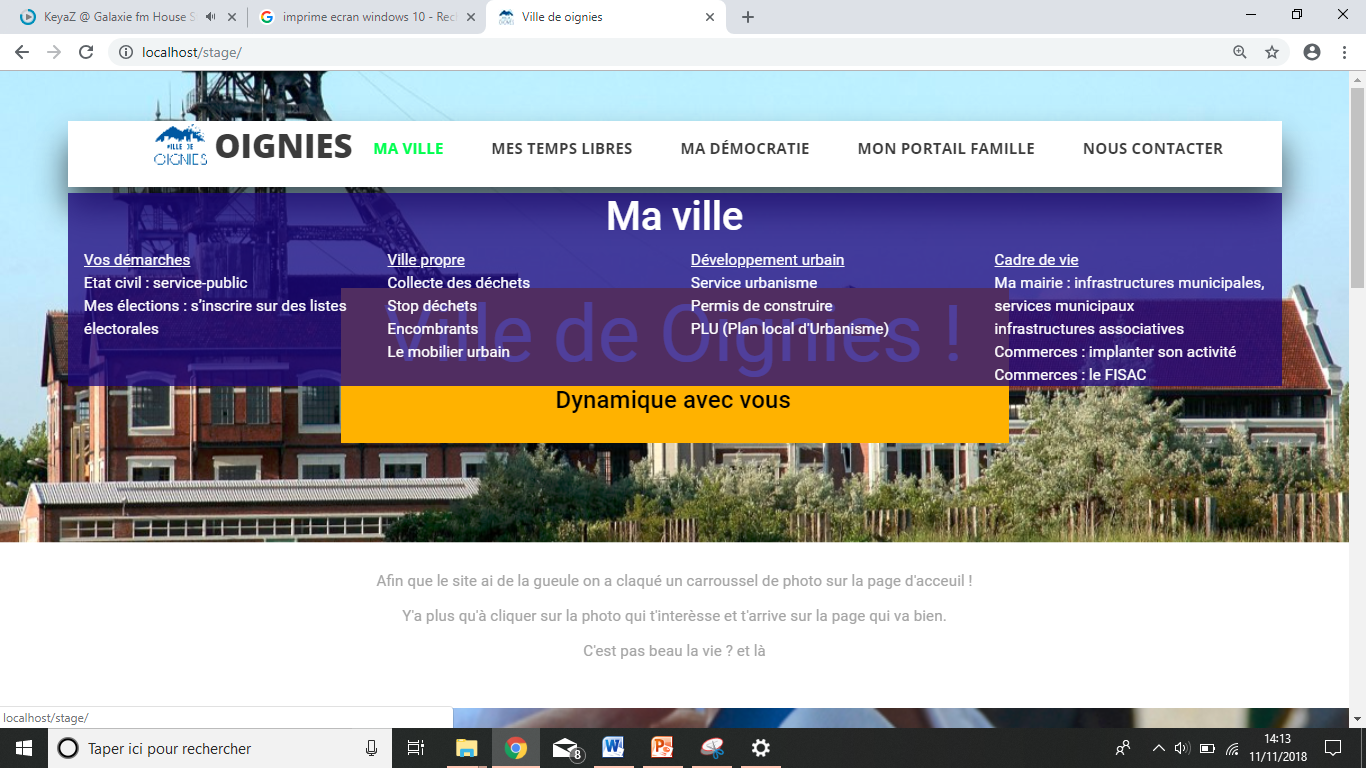 KeyaZ @ Galaxie fm House S
imprime ecran windows 10 - Rec
Ville de oignies
localhost/stage/
VILLE DE
OIGNIES
OIGNIES
MA VILLE
MES TEMPS LIBRES
MA DÉMOCRATIE
MON PORTAIL FAMILLE
NOUS CONTACTER
Ma ville
Vos démarches
Etat civil : service-public
Mes élections : s’inscrire sur des listes
électorales
Ville propre
Collecte des déchets
Stop déchets
Encombrants
Le mobilier urbain
Développement urbain
Service urbanisme
Permis de construire
PLU (Plan local d'Urbanisme)
Cadre de vie
Ma mairie : infrastructures municipales,
services municipaux
infrastructures associatives
Commerces : implanter son activité
Commerces : le FISAC
Ville de Oignies !
Dynamique avec vous
Afin que le site ai de la gueule on a claqué un carroussel de photo sur la page d'acceuil !
Y'a plus qu'à cliquer sur la photo qui t'interèsse et t'arrive sur la page qui va bien.
C'est pas beau la vie ? et là
localhost/stage/
Taper ici pour rechercher
8
14:13
11/11/2018